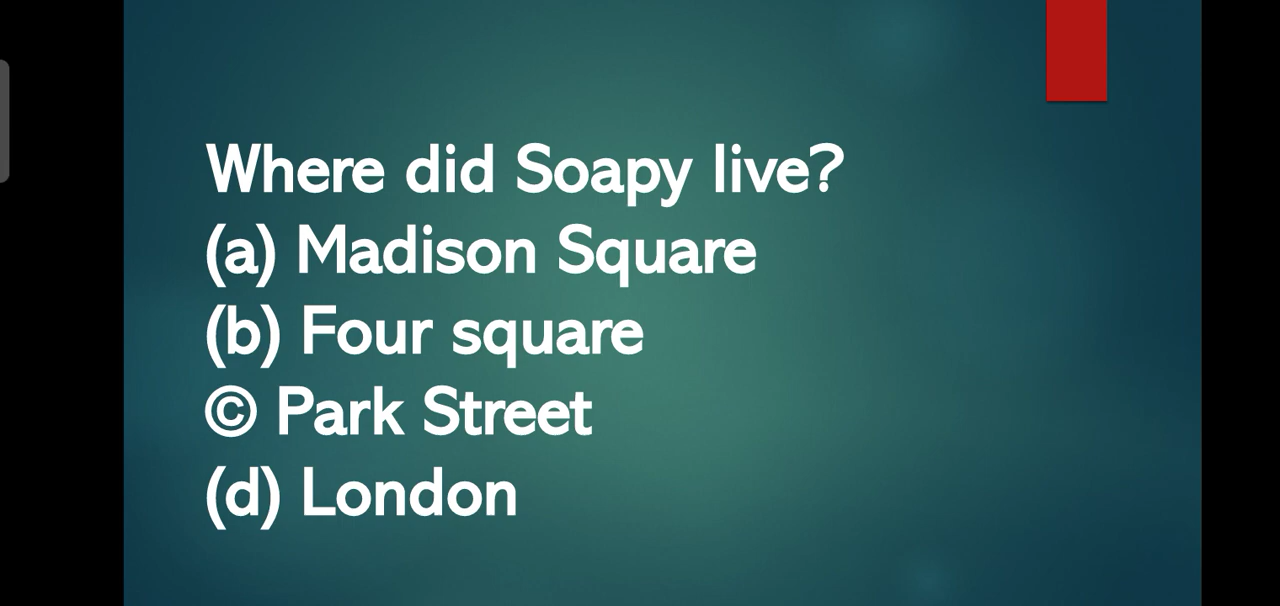 Where did Soapy live?
(a) Madison Square
(b) Four square
© Park Street
(d) London